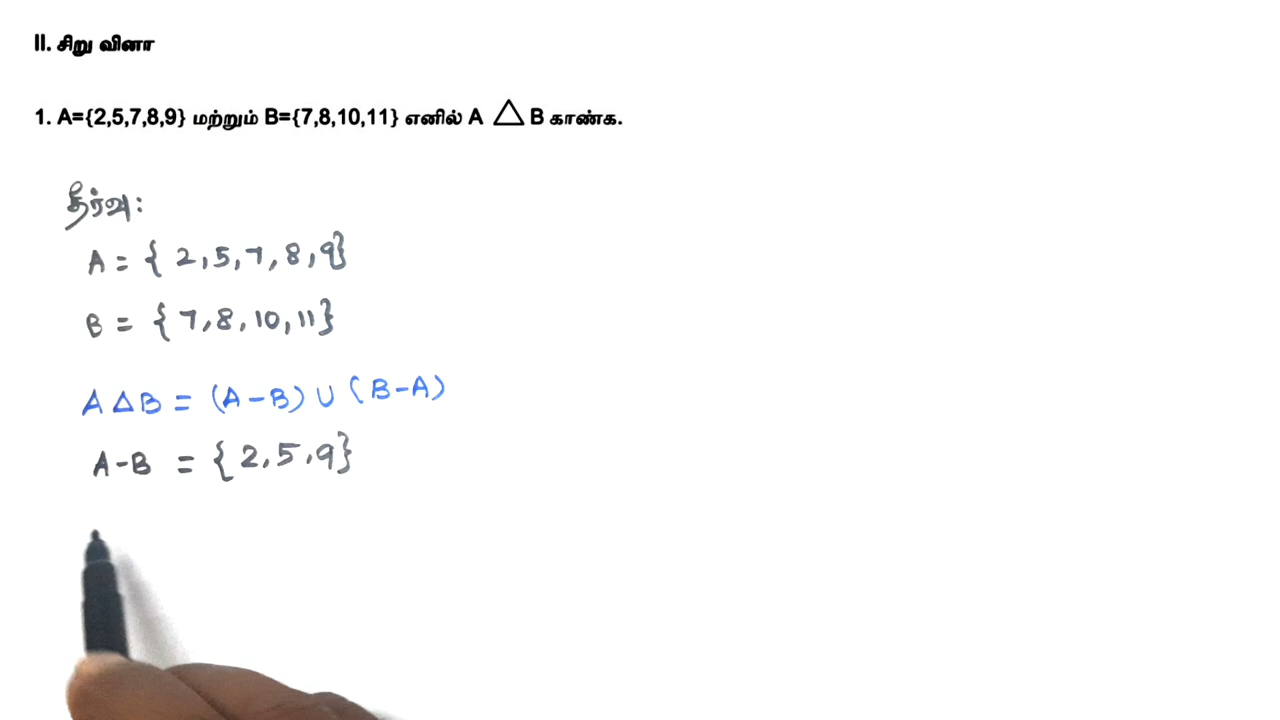 II. சிறு வினா
1. A={2,5,7,8,9} மற்றும் B={7,8,10,11} எனில் A △ B காண்க.
தீர்வு:
A = { 2,5,7,8,9}
B = { 7,8,10,11}
A Δ B = (A-B) ∪ (B-A)
A-B = {2,5,9}